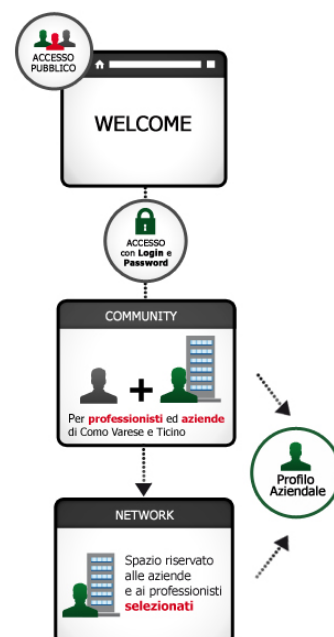 ACCESSO
PUBBLICO
WELCOME
ACCESSO
con Login e
Password
COMMUNITY
Per professionisti ed aziende
di Como Varese e Ticino
Profilo
Aziendale
NETWORK
Spazio riservato
alle aziende
e ai professionisti
selezionati